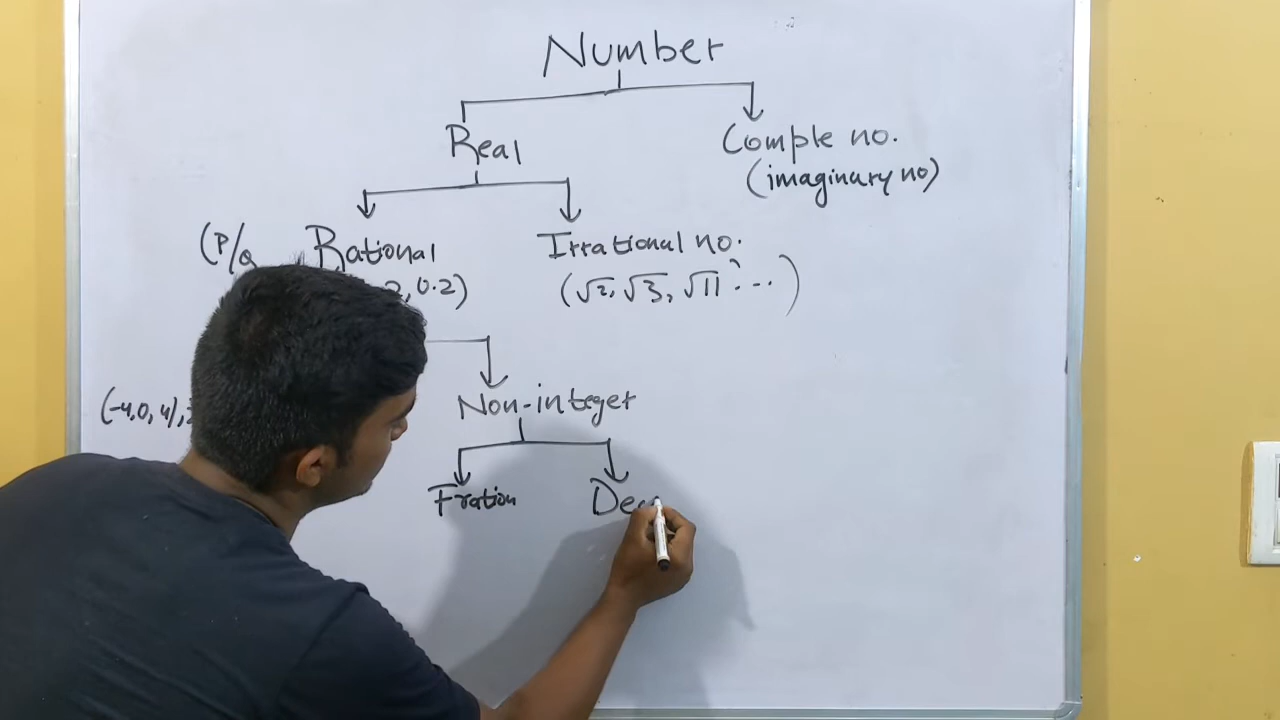 Number
Real
Comple no.
(imaginary no)
(P/Q
Rational
Irrational no.
2, 0.2)
(√2, √3, √11 ...)
(-4, 0, 4),
Non-integer
Fration
Dec